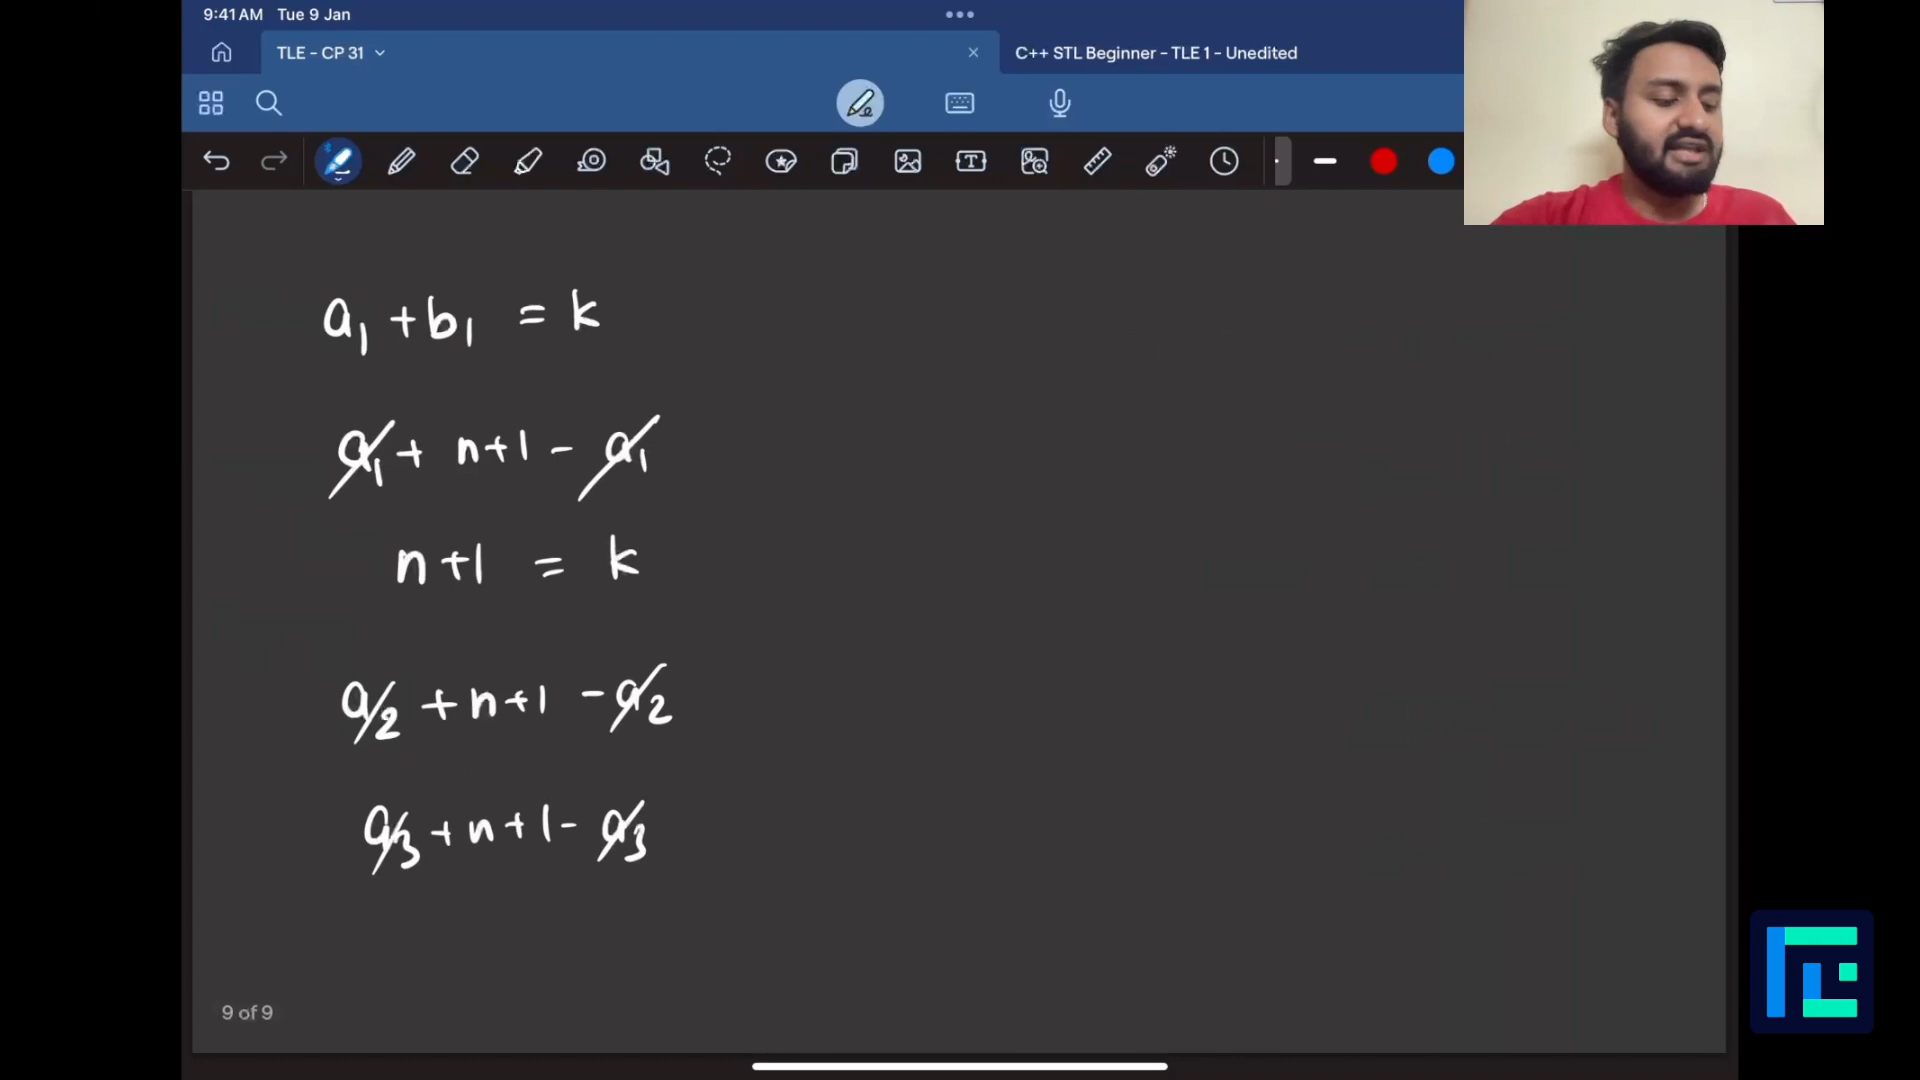 9:41 AM Tue 9 Jan
TLE - CP 31
C++ STL Beginner - TLE 1 - Unedited
a₁ + b₁ = k
a₁ + n+1 - a₁
n+1 = k
a₂ + n+1 - a₂
a₃ + n+1 - a₃
9 of 9